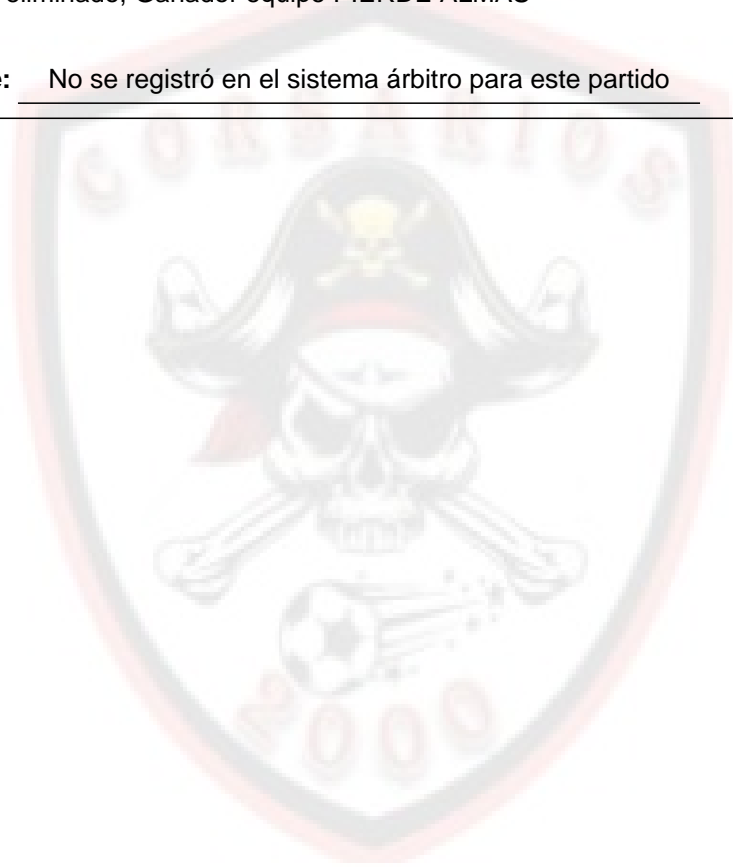 eliminado, Ganador equipo PIERDE ALMAS
: No se registró en el sistema árbitro para este partido
CORSARIOS
2000